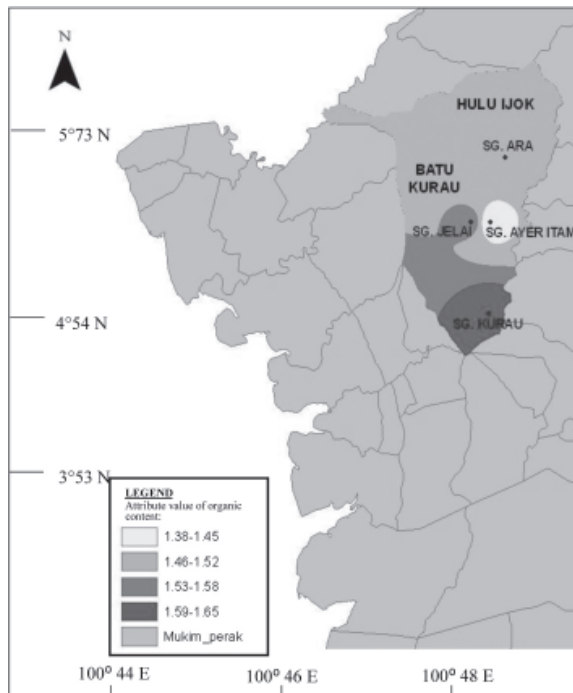 N
HULU IJOK
5°73 N
SG. ARA
BATU
KURAU
SG. JELAI
SG. AYER ITAM
4°54 N
SG. KURAU
3°53 N
LEGEND
Attribute value of organic
content:
1.38-1.45
1.46-1.52
1.53-1.58
1.59-1.65
Mukim_perak
100° 44 E
100° 46 E
100° 48 E